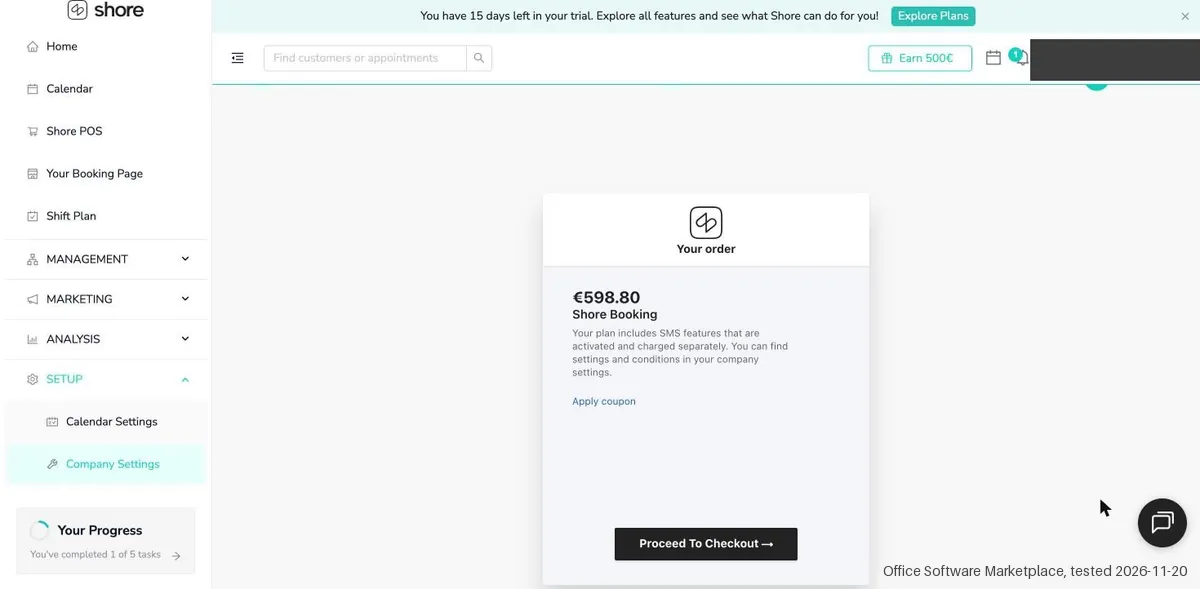 shore
You have 15 days left in your trial. Explore all features and see what Shore can do for you!
Explore Plans
Home
Find customers or appointments
Earn 500€
1
Calendar
Shore POS
Your Booking Page
Shift Plan
MANAGEMENT
MARKETING
ANALYSIS
SETUP
Calendar Settings
Company Settings
Your Progress
You've completed 1 of 5 tasks
Your order
€598.80
Shore Booking
Your plan includes SMS features that are
activated and charged separately. You can find
settings and conditions in your company
settings.
Apply coupon
Proceed To Checkout →
Office Software Marketplace, tested 2026-11-20